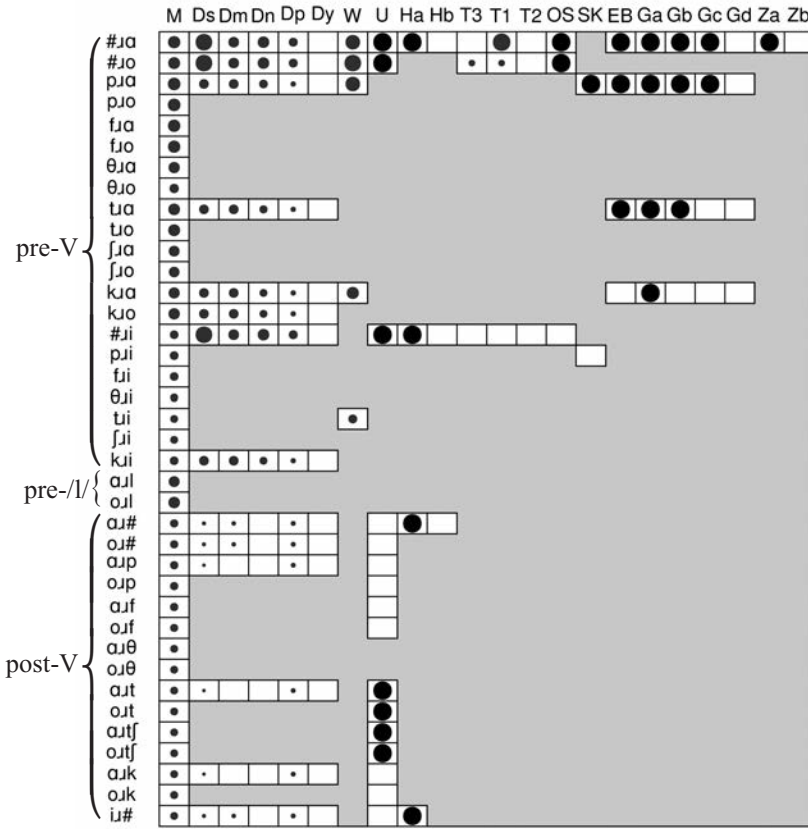 M Ds Dm Dn Dp Dy W U Ha Hb T3 T1 T2 OS SK EB Ga Gb Gc Gd Za Zb
#ɹɑ
#ɹo
pɹɑ
pɹo
fɹɑ
fɹo
θɹɑ
θɹo
tɹɑ
tɹo
ʃɹɑ
ʃɹo
kɹɑ
kɹo
#ɹi
pɹi
fɹi
θɹi
tɹi
ʃɹi
kɹi
pre-V
ɑɹl
oɹl
pre-/l/
ɑɹ#
oɹ#
ɑɹp
oɹp
ɑɹf
oɹf
ɑɹθ
oɹθ
ɑɹt
oɹt
ɑɹtʃ
oɹtʃ
ɑɹk
oɹk
iɹ#
post-V